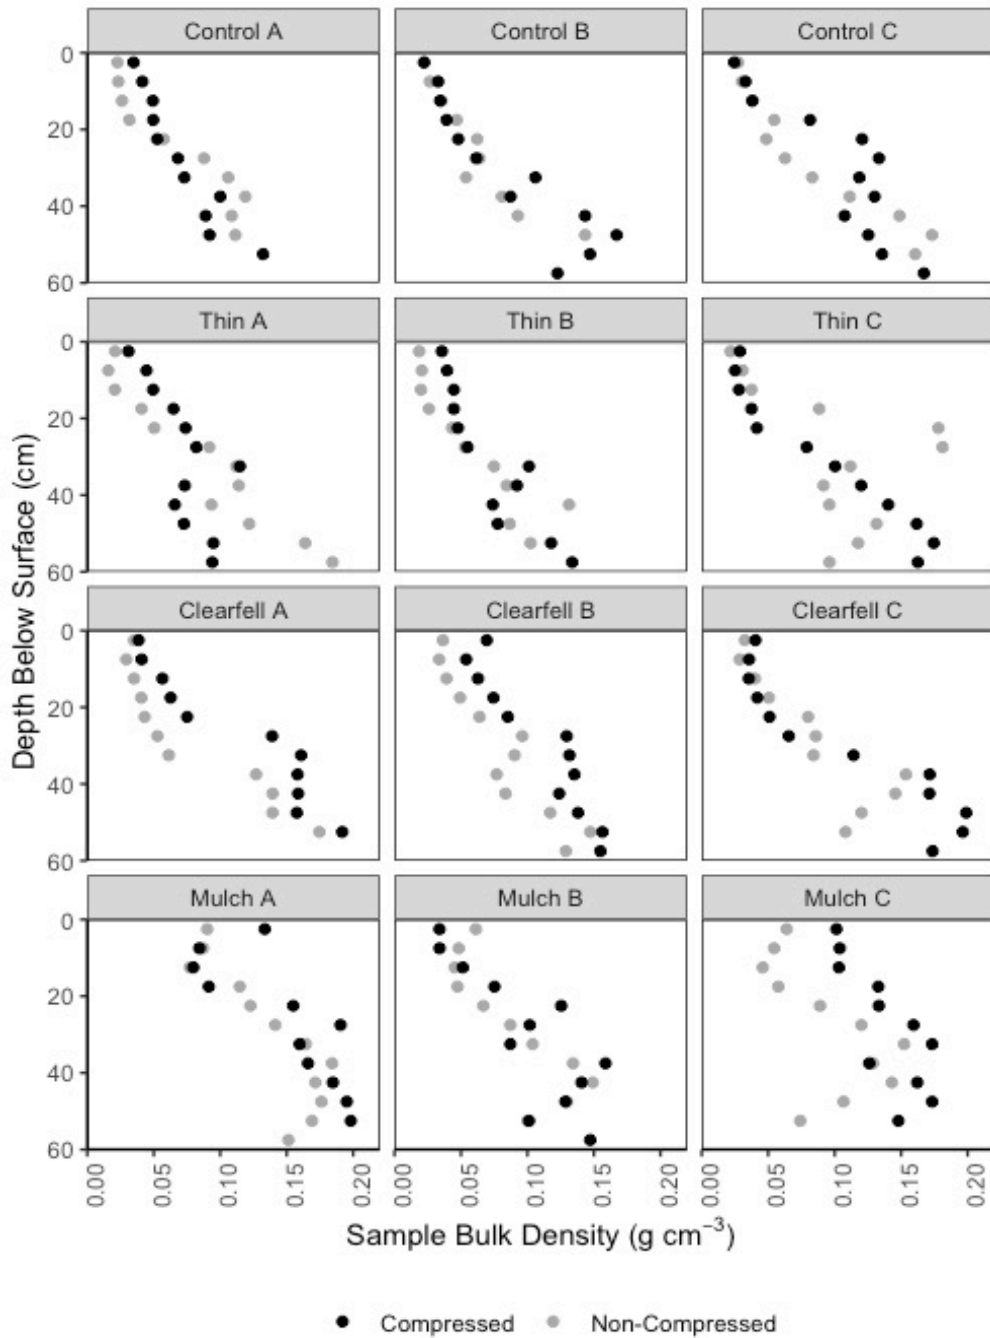 Control A Control B Control C
0
20
40
60
Thin A Thin B Thin C
0
20
40
60
Clearfell A Clearfell B Clearfell C
0
20
40
60
Mulch A Mulch B Mulch C
0
20
40
60
Depth Below Surface (cm)
0.00 0.05 0.10 0.15 0.20 0.00 0.05 0.10 0.15 0.20 0.00 0.05 0.10 0.15 0.20
Sample Bulk Density (g cm⁻³)
Compressed Non-Compressed